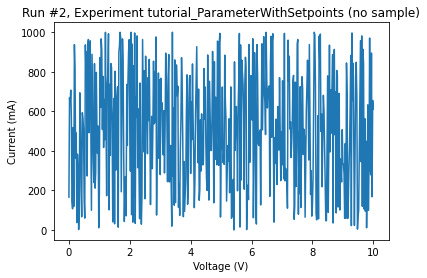 Run #2, Experiment tutorial_ParameterWithSetpoints (no sample)
1000
800
600
400
200
0
Current (mA)
0 2 4 6 8 10
Voltage (V)